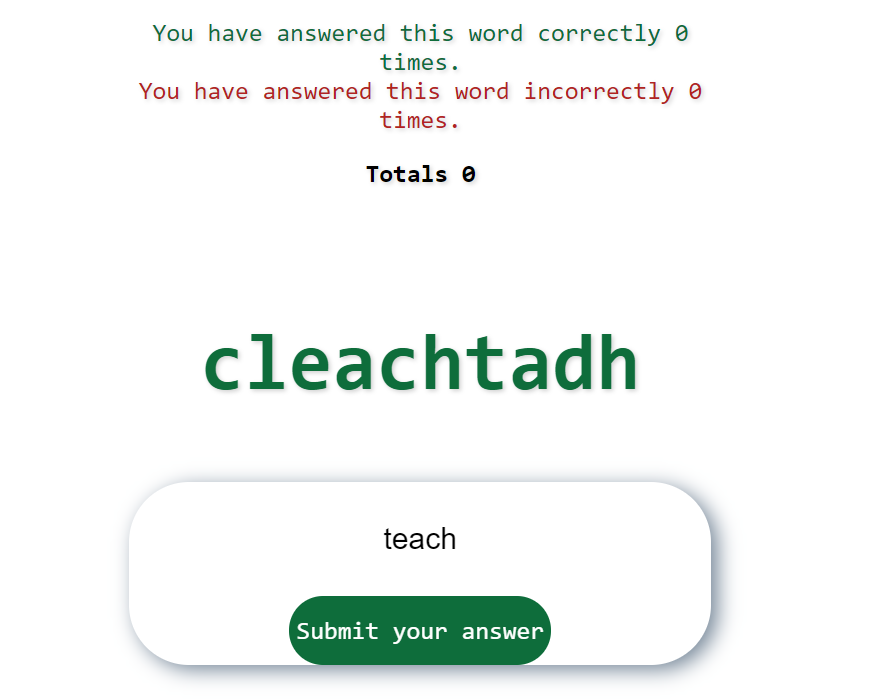 You have answered this word correctly 0
times.
You have answered this word incorrectly 0
times.
Totals 0
cleachtadh
teach
Submit your answer